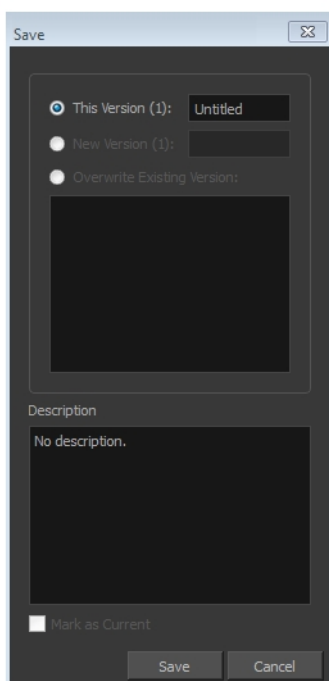 Save
This Version (1): Untitled
New Version (1):
Overwrite Existing Version:
Description
No description.
Mark as Current
Save Cancel